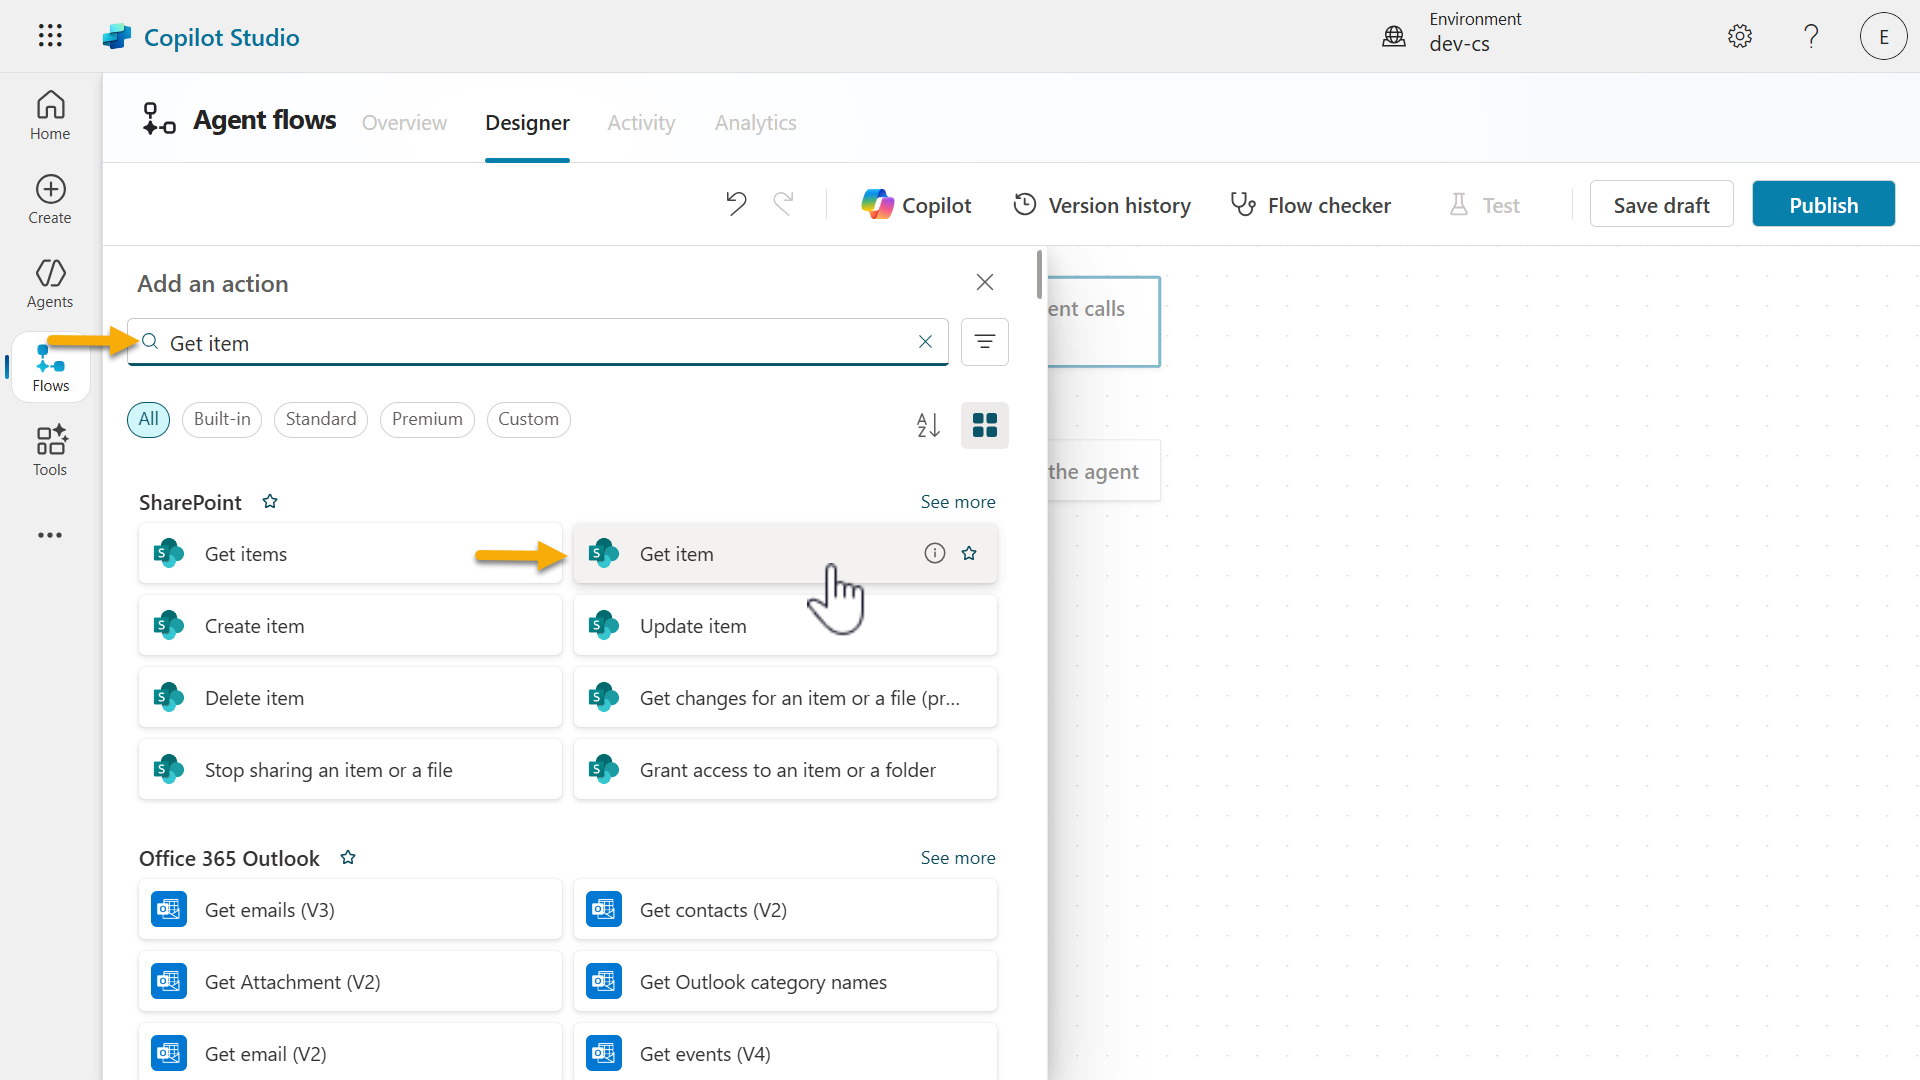 Copilot Studio
Environment
dev-cs
E
Home
Create
Agents
Flows
Tools
Agent flows
Overview
Designer
Activity
Analytics
Copilot
Version history
Flow checker
Test
Save draft
Publish
Add an action
Get item
All
Built-in
Standard
Premium
Custom
ent calls
the agent
SharePoint
See more
Get items
Get item
Create item
Update item
Delete item
Get changes for an item or a file (pr...
Stop sharing an item or a file
Grant access to an item or a folder
Office 365 Outlook
See more
Get emails (V3)
Get contacts (V2)
Get Attachment (V2)
Get Outlook category names
Get email (V2)
Get events (V4)